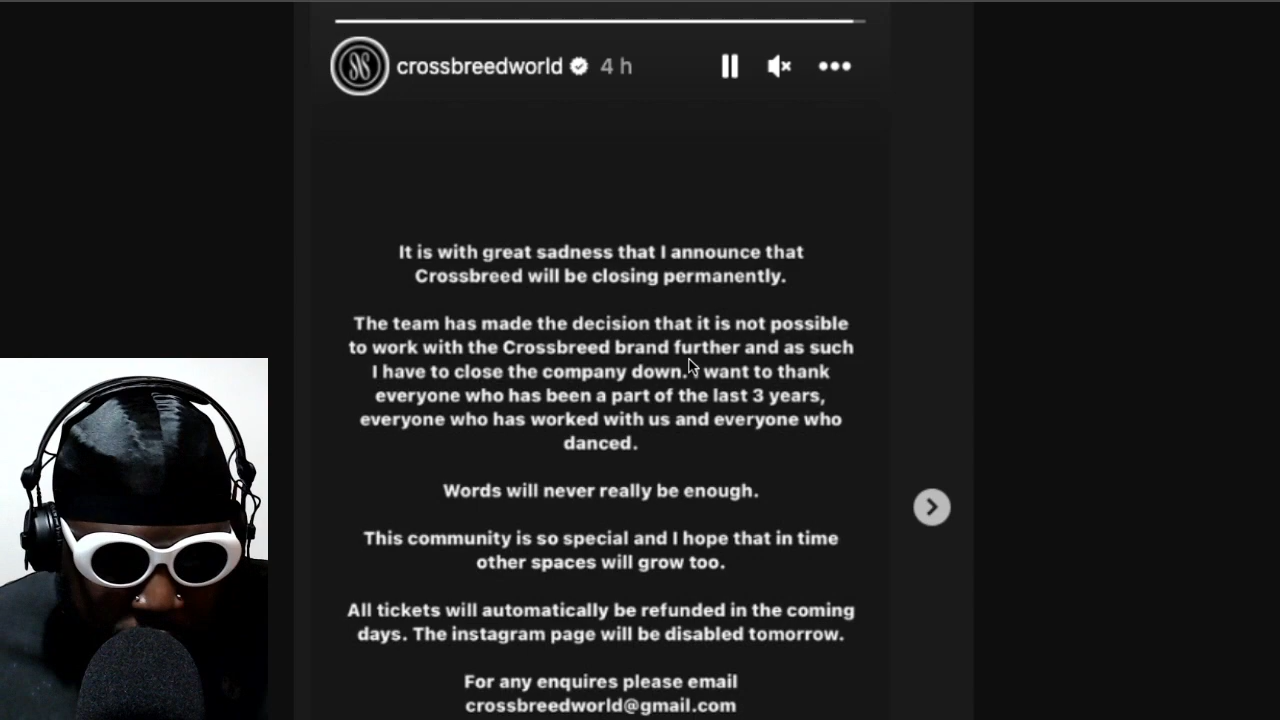 crossbreedworld 4 h
It is with great sadness that I announce that
Crossbreed will be closing permanently.
The team has made the decision that it is not possible
to work with the Crossbreed brand further and as such
I have to close the company down. I want to thank
everyone who has been a part of the last 3 years,
everyone who has worked with us and everyone who
danced.
Words will never really be enough.
This community is so special and I hope that in time
other spaces will grow too.
All tickets will automatically be refunded in the coming
days. The instagram page will be disabled tomorrow.
For any enquires please email
crossbreedworld@gmail.com